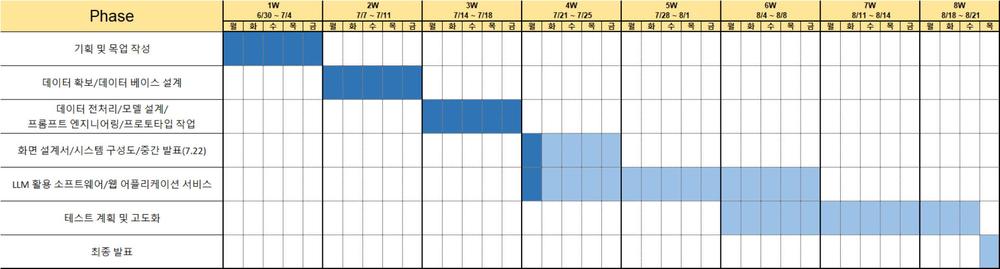 Phase
1W
6/30 ~ 7/4
2W
7/7 ~ 7/11
3W
7/14 ~ 7/18
4W
7/21 ~ 7/25
5W
7/28 ~ 8/1
6W
8/4 ~ 8/8
7W
8/11 ~ 8/14
8W
8/18 ~ 8/21
월 화 수 목 금 월 화 수 목 금 월 화 수 목 금 월 화 수 목 금 월 화 수 목 금 월 화 수 목 금 월 화 수 목 금 월 화 수 목
기획 및 목업 작성
데이터 확보/데이터 베이스 설계
데이터 전처리/모델 설계/
프롬프트 엔지니어링/프로토타입 작업
화면 설계서/시스템 구성도/중간 발표(7.22)
LLM 활용 소프트웨어/웹 어플리케이션 서비스
테스트 계획 및 고도화
최종 발표